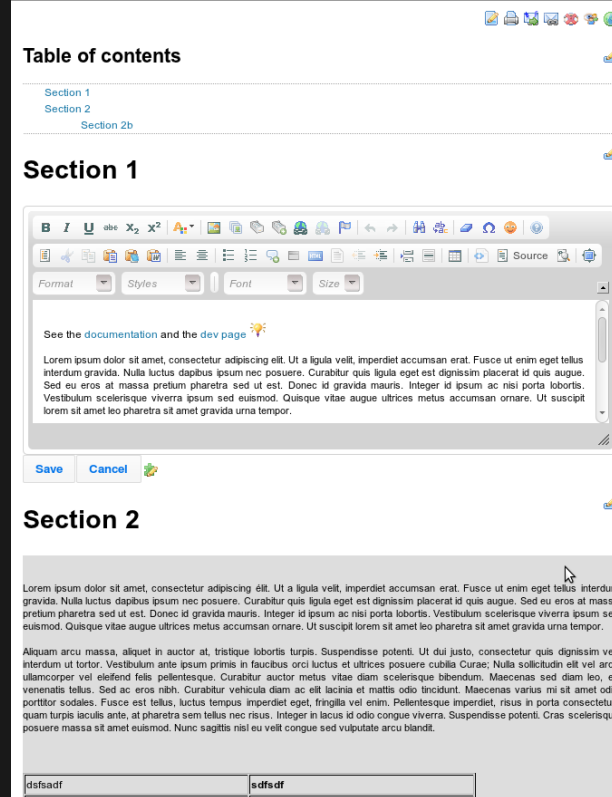 Table of contents
Section 1
Section 2
Section 2b
Section 1
B I U abc X2 X²
Source
Format Styles Font Size
See the documentation and the dev page
Lorem ipsum dolor sit amet, consectetur adipiscing elit. Ut a ligula velit, imperdiet accumsan erat. Fusce ut enim eget tellus
interdum gravida. Nulla luctus dapibus ipsum nec posuere. Curabitur quis ligula eget est dignissim placerat id quis augue.
Sed eu eros at massa pretium pharetra sed ut est. Donec id gravida mauris. Integer id ipsum ac nisi porta lobortis.
Vestibulum scelerisque viverra ipsum sed euismod. Quisque vitae augue ultrices metus accumsan ornare. Ut suscipit
lorem sit amet leo pharetra sit amet gravida urna tempor.
Save Cancel
Section 2
Lorem ipsum dolor sit amet, consectetur adipiscing élit. Ut a ligula velit, imperdiet accumsan erat. Fusce ut enim eget tellus interdu
gravida. Nulla luctus dapibus ipsum nec posuere. Curabitur quis ligula eget est dignissim placerat id quis augue. Sed eu eros at mass
pretium pharetra sed ut est. Donec id gravida mauris. Integer id ipsum ac nisi porta lobortis. Vestibulum scelerisque viverra ipsum se
euismod. Quisque vitae augue ultrices metus accumsan ornare. Ut suscipit lorem sit amet leo pharetra sit amet gravida urna tempor.
Aliquam arcu massa, aliquet in auctor at, tristique lobortis turpis. Suspendisse potenti. Ut dui justo, consectetur quis dignissim ve
interdum ut tortor. Vestibulum ante ipsum primis in faucibus orci luctus et ultrices posuere cubilia Curae; Nulla sollicitudin elit vel arc
ullamcorper vel eleifend felis pellentesque. Curabitur auctor metus vitae diam scelerisque bibendum. Maecenas sed diam leo, e
venenatis tellus. Sed ac eros nibh. Curabitur vehicula diam ac elit lacinia et mattis odio tincidunt. Maecenas varius mi sit amet odi
porttitor sodales. Fusce est tellus, luctus tempus imperdiet eget, fringilla vel enim. Pellentesque imperdiet, risus in porta consectetu
quam turpis iaculis ante, at pharetra sem tellus nec risus. Integer in lacus id odio congue viverra. Suspendisse potenti. Cras scelerisqu
posuere massa sit amet euismod. Nunc sagittis nisl eu velit congue sed vulputate arcu blandit.
dsfsadf sdfsdf